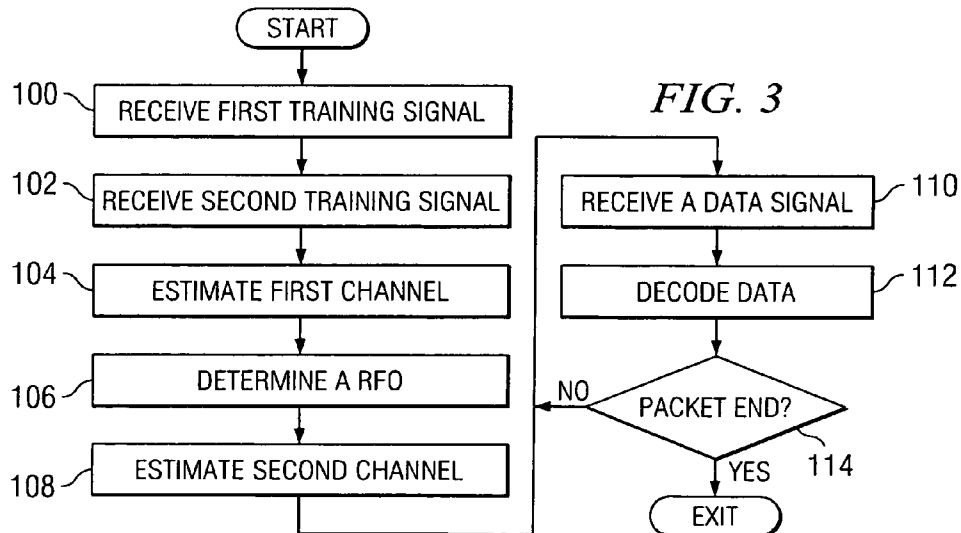 START
100
RECEIVE FIRST TRAINING SIGNAL
102
RECEIVE SECOND TRAINING SIGNAL
104
ESTIMATE FIRST CHANNEL
106
DETERMINE A RFO
108
ESTIMATE SECOND CHANNEL
FIG. 3
RECEIVE A DATA SIGNAL
110
DECODE DATA
112
NO
PACKET END?
114
YES
EXIT